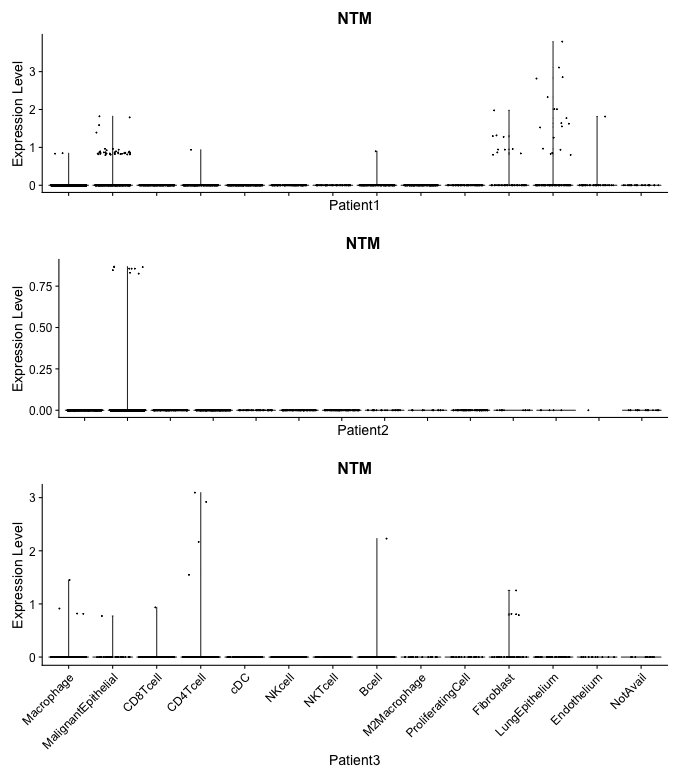 NTM
Expression Level
3
2
1
0
Patient1
NTM
Expression Level
0.75
0.50
0.25
0.00
Patient2
NTM
Expression Level
3
2
1
0
Macrophage
MalignantEpithelial
CD8Tcell
CD4Tcell
cDC
NKcell
NKTcell
Bcell
M2Macrophage
ProliferatingCell
Fibroblast
LungEpithelium
Endothelium
NotAvail
Patient3